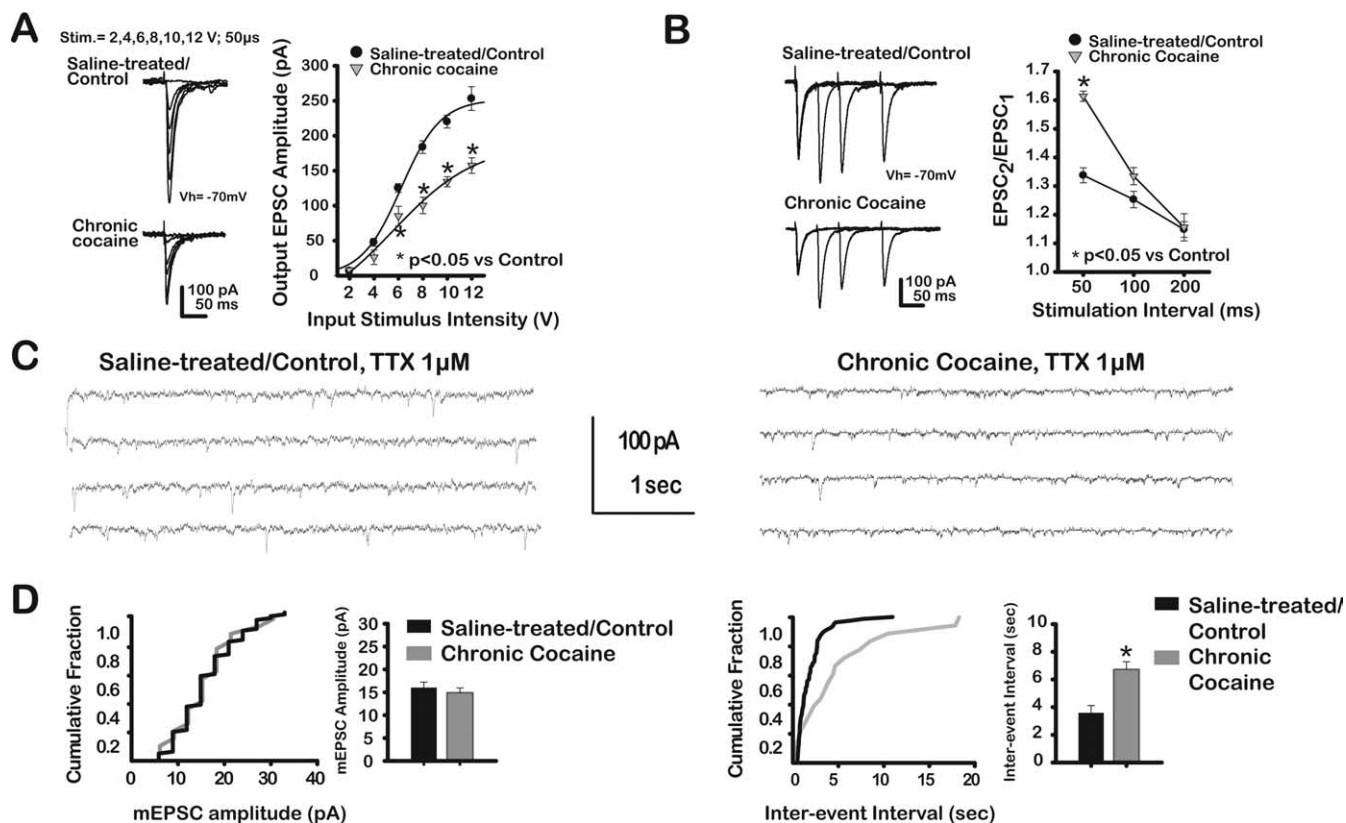 A
Stim.= 2,4,6,8,10,12 V; 50µs
Saline-treated/
Control
Vh= -70mV
Chronic
cocaine
100 pA
50 ms
Saline-treated/Control
Chronic cocaine
Output EPSC Amplitude (pA)
300
250
200
150
100
50
0
*
*
*
*
* p<0.05 vs Control
2 4 6 8 10 12
Input Stimulus Intensity (V)
B
Saline-treated/Control
Vh= -70mV
Chronic Cocaine
100 pA
50 ms
Saline-treated/Control
Chronic Cocaine
EPSC2/EPSC1
1.7
1.6
1.5
1.4
1.3
1.2
1.1
1.0
*
* p<0.05 vs Control
50 100 200
Stimulation Interval (ms)
C
Saline-treated/Control, TTX 1µM
100 pA
1 sec
Chronic Cocaine, TTX 1µM
D
Cumulative Fraction
1.0
0.8
0.6
0.4
0.2
0 10 20 30 40
mEPSC amplitude (pA)
mEPSC Amplitude (pA)
30
25
20
15
10
5
0
Saline-treated/Control
Chronic Cocaine
Cumulative Fraction
1.0
0.8
0.6
0.4
0.2
0 5 10 15 20
Inter-event Interval (sec)
Inter-event Interval (sec)
10
8
6
4
2
0
*
Saline-treated/
Control
Chronic
Cocaine